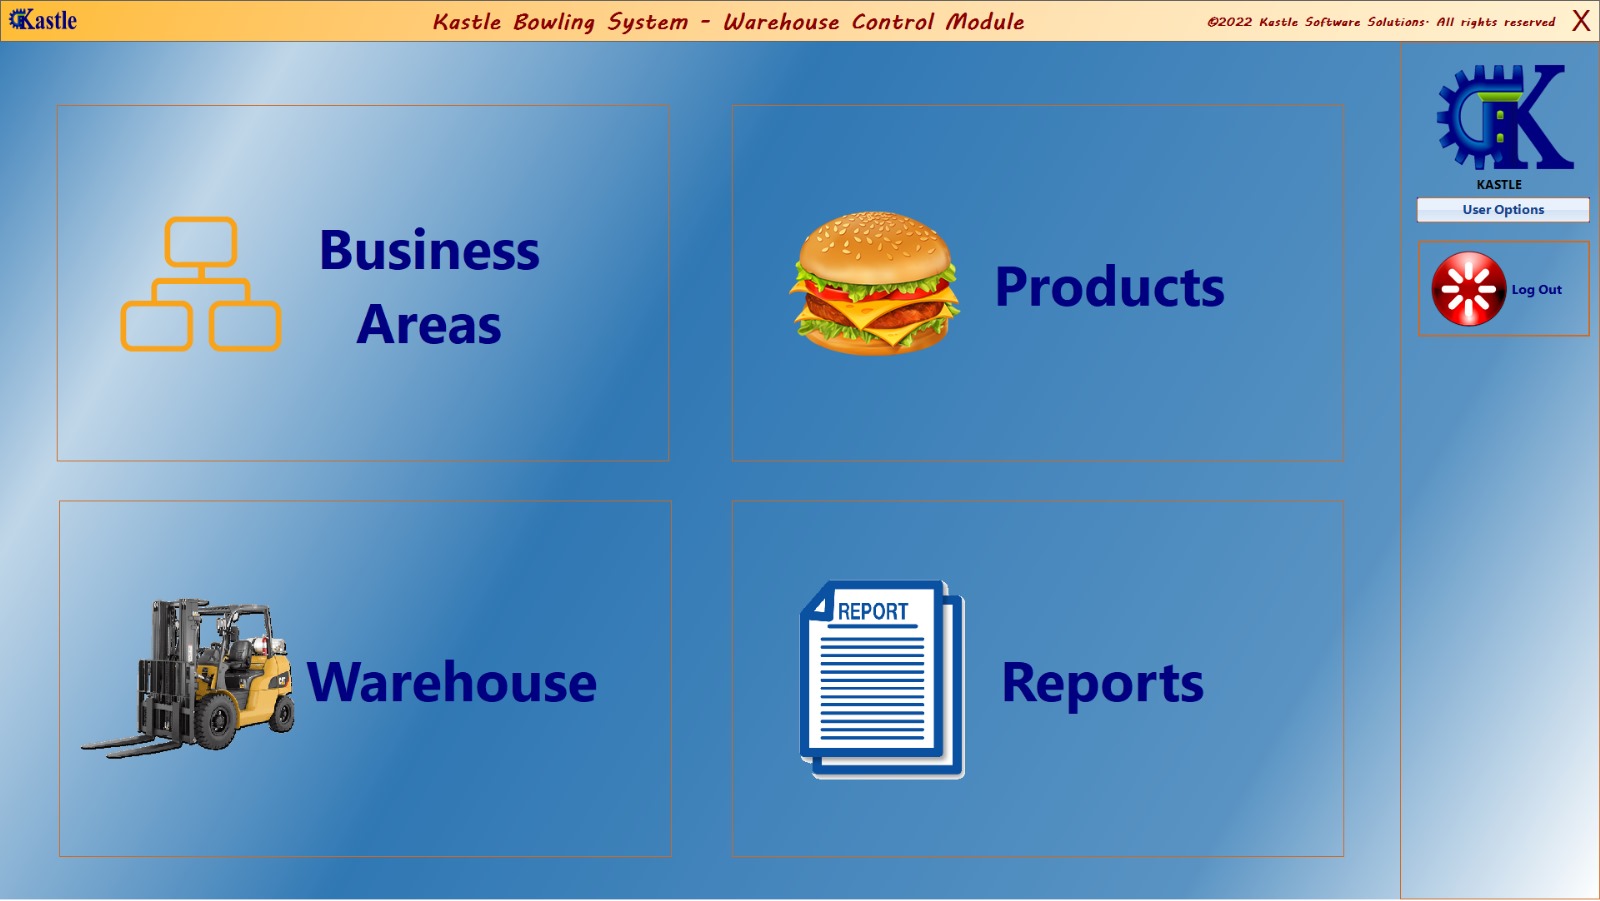 Kastle
Kastle Bowling System - Warehouse Control Module
©2022 Kastle Software Solutions. All rights reserved
X
Business
Areas
Products
K
KASTLE
User Options
Log Out
Warehouse
CAT
REPORT
Reports